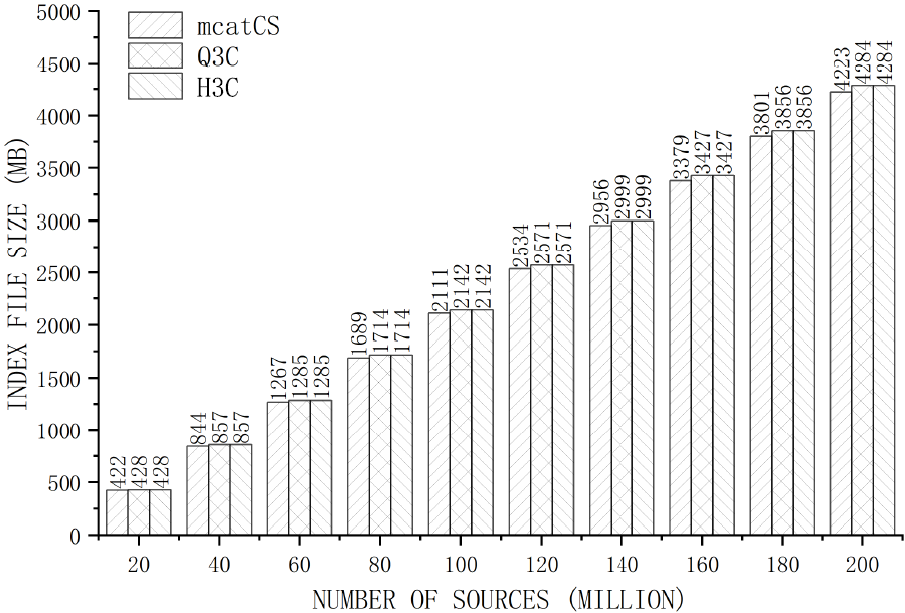 mcatCS
Q3C
H3C
INDEX FILE SIZE (MB)
5000
4500
4000
3500
3000
2500
2000
1500
1000
500
0
422 428 428
844 857 857
1267 1285 1285
1689 1714 1714
2111 2142 2142
2534 2571 2571
2956 2999 2999
3379 3427 3427
3801 3856 3856
4223 4284 4284
20 40 60 80 100 120 140 160 180 200
NUMBER OF SOURCES (MILLION)